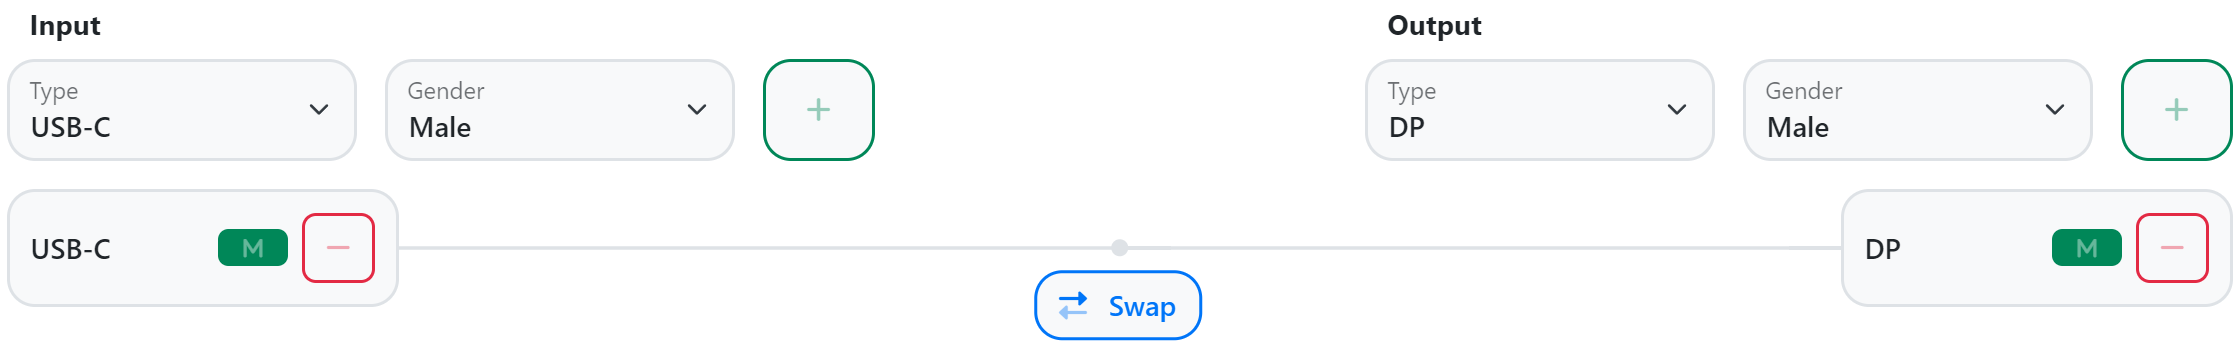 Input
Output
Type
USB-C
Gender
Male
Type
DP
Gender
Male
USB-C
M
DP
M
Swap